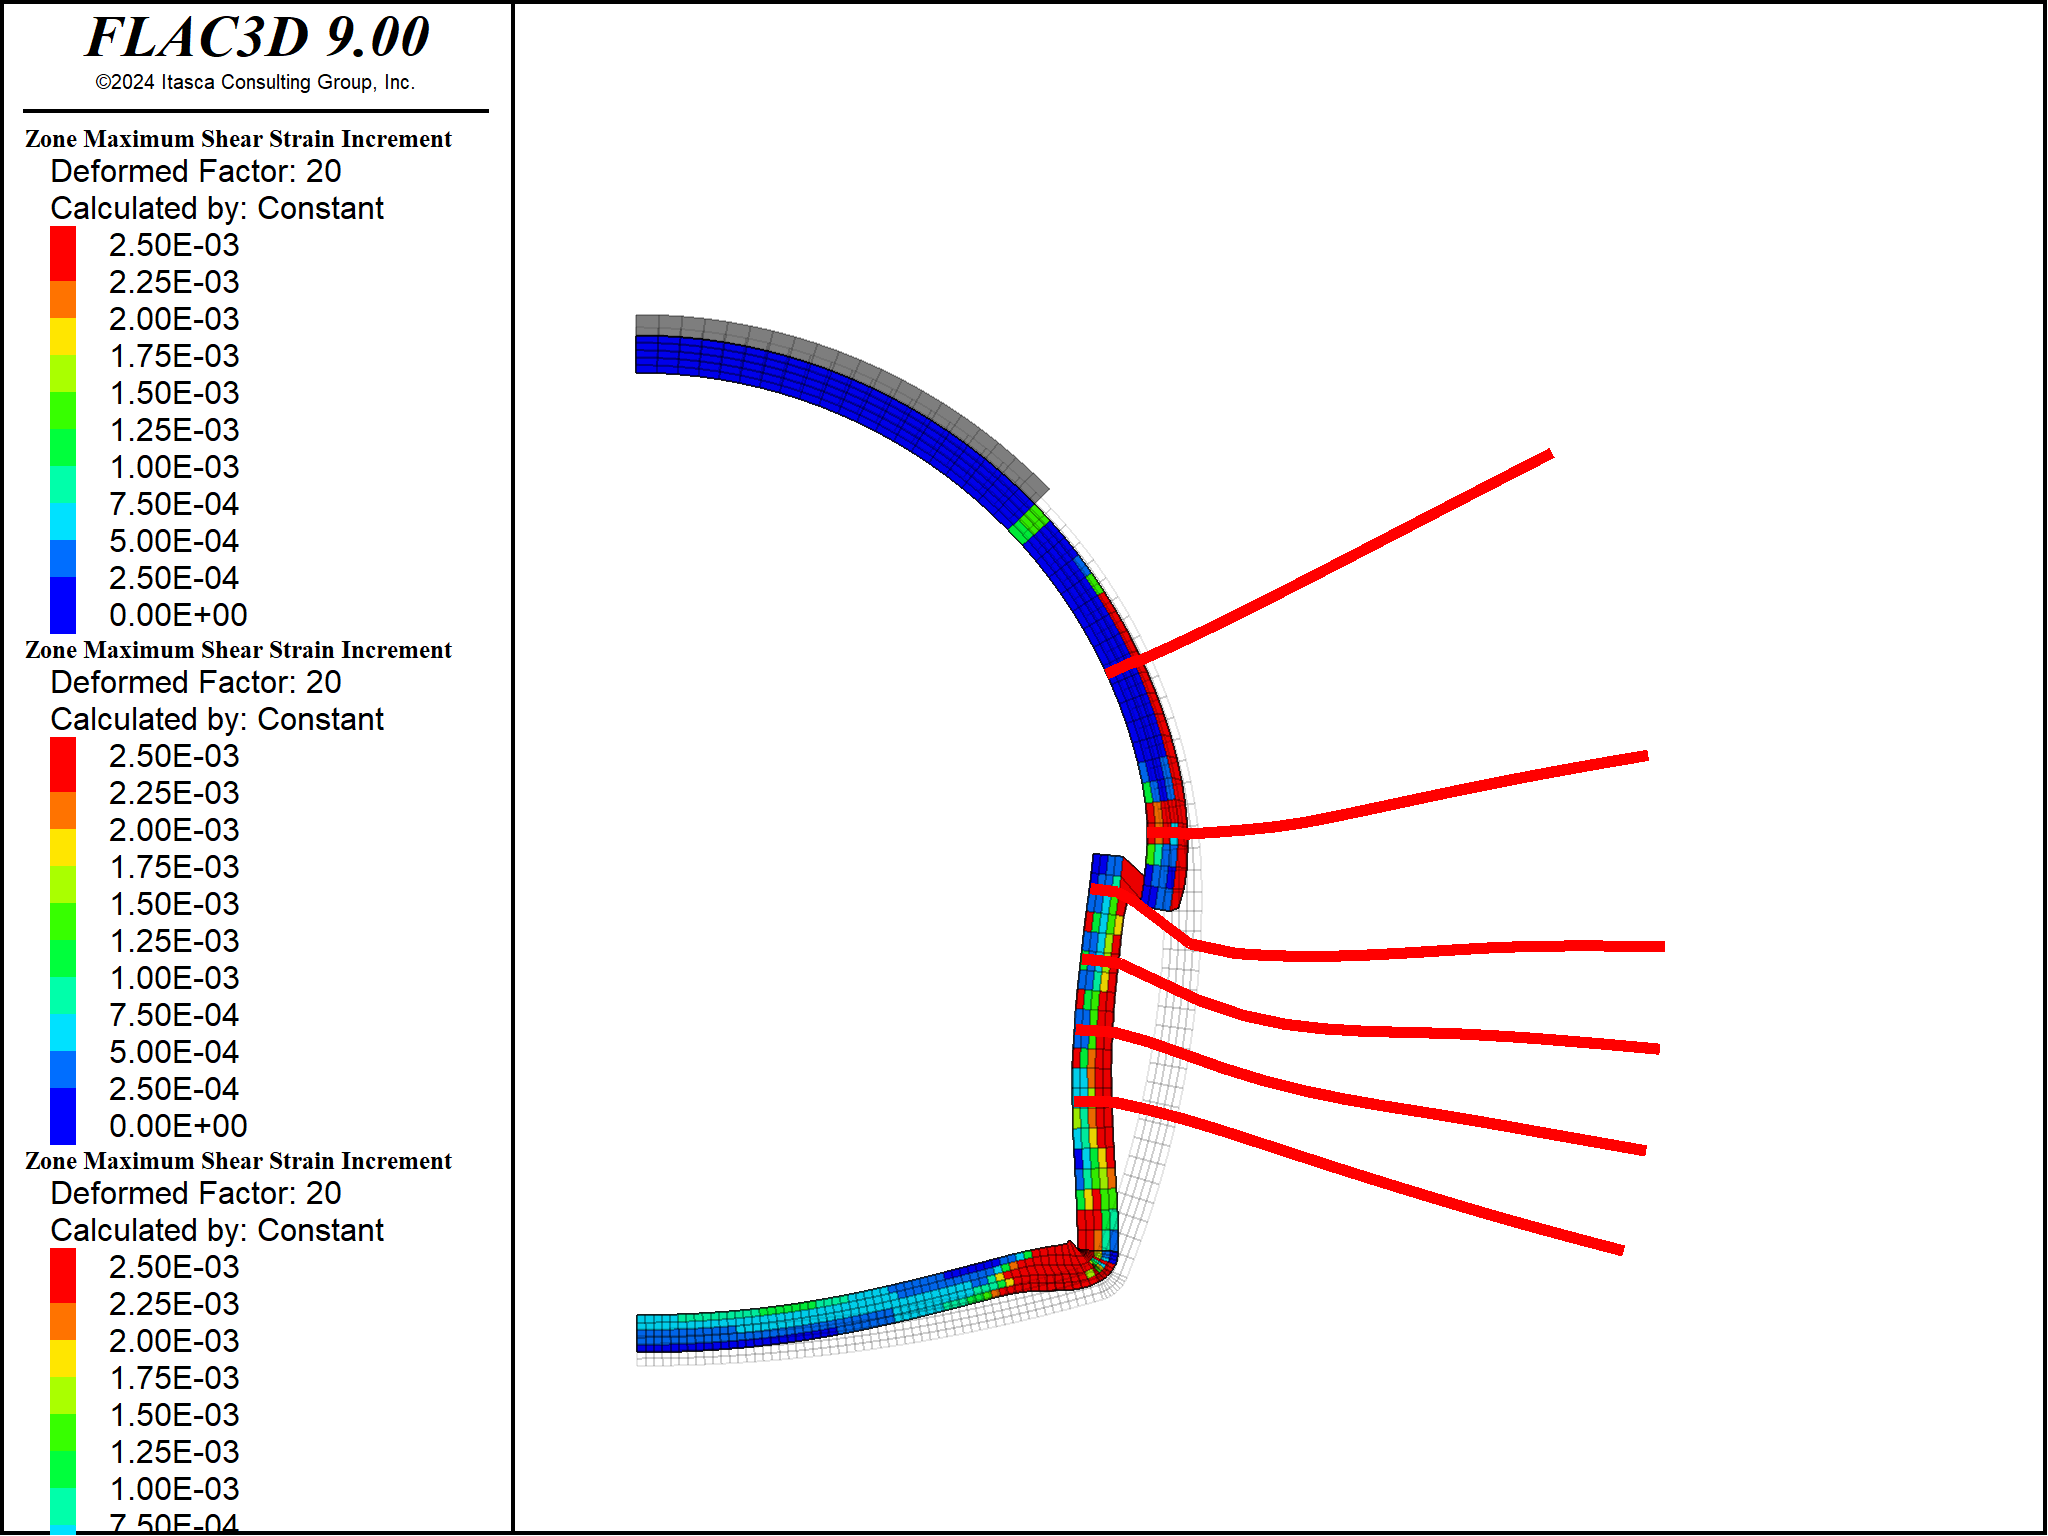 FLAC3D 9.00
©2024 Itasca Consulting Group, Inc.
Zone Maximum Shear Strain Increment
Deformed Factor: 20
Calculated by: Constant
2.50E-03
2.25E-03
2.00E-03
1.75E-03
1.50E-03
1.25E-03
1.00E-03
7.50E-04
5.00E-04
2.50E-04
0.00E+00
Zone Maximum Shear Strain Increment
Deformed Factor: 20
Calculated by: Constant
2.50E-03
2.25E-03
2.00E-03
1.75E-03
1.50E-03
1.25E-03
1.00E-03
7.50E-04
5.00E-04
2.50E-04
0.00E+00
Zone Maximum Shear Strain Increment
Deformed Factor: 20
Calculated by: Constant
2.50E-03
2.25E-03
2.00E-03
1.75E-03
1.50E-03
1.25E-03
1.00E-03
7.50E-04